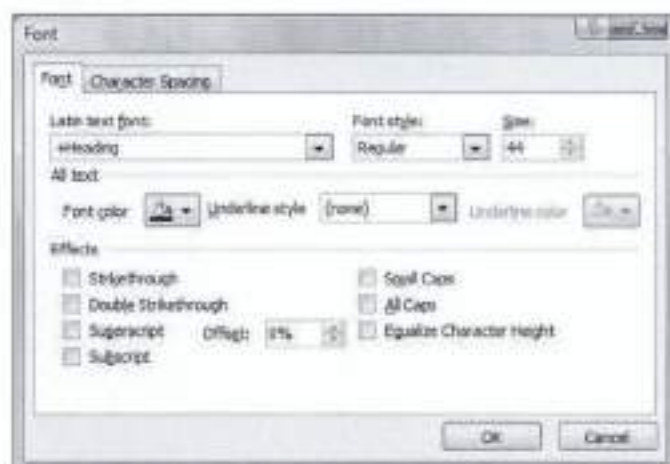 Font
Font Character Spacing
Latin text font: Font style: Size:
+Heading Regular 44
All text
Font color Underline style (none) Underline color
Effects
Strikethrough Small Caps
Double Strikethrough All Caps
Superscript Offset: 0% Equalize Character Height
Subscript
OK Cancel